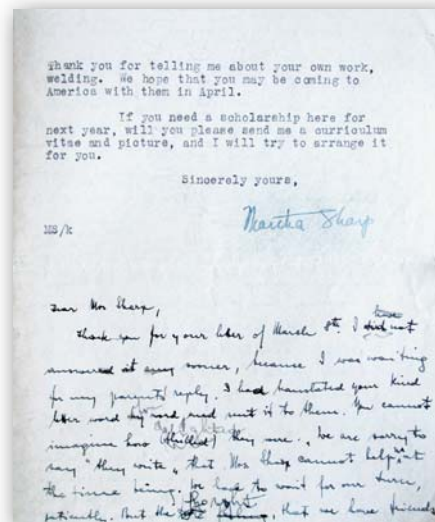 Thank you for telling me about your own work,
welding. We hope that you may be coming to
America with them in April.
If you need a scholarship here for
next year, will you please send me a curriculum
vitae and picture, and I will try to arrange it
for you.
Sincerely yours,
Martha Sharp
MS/k
Dear Mrs Sharp,
Thank you for your letter of March 8th. I have not
answered it any sooner, because I was waiting
for my parents reply. I had translated your kind
letter word by word and sent it to them. You cannot
imagine how (thrilled) they are. "We are sorry to
say" they write, that Mrs Sharp cannot help us at
the time being. We have to wait for our turn,
patiently. But the thought, that we have friends